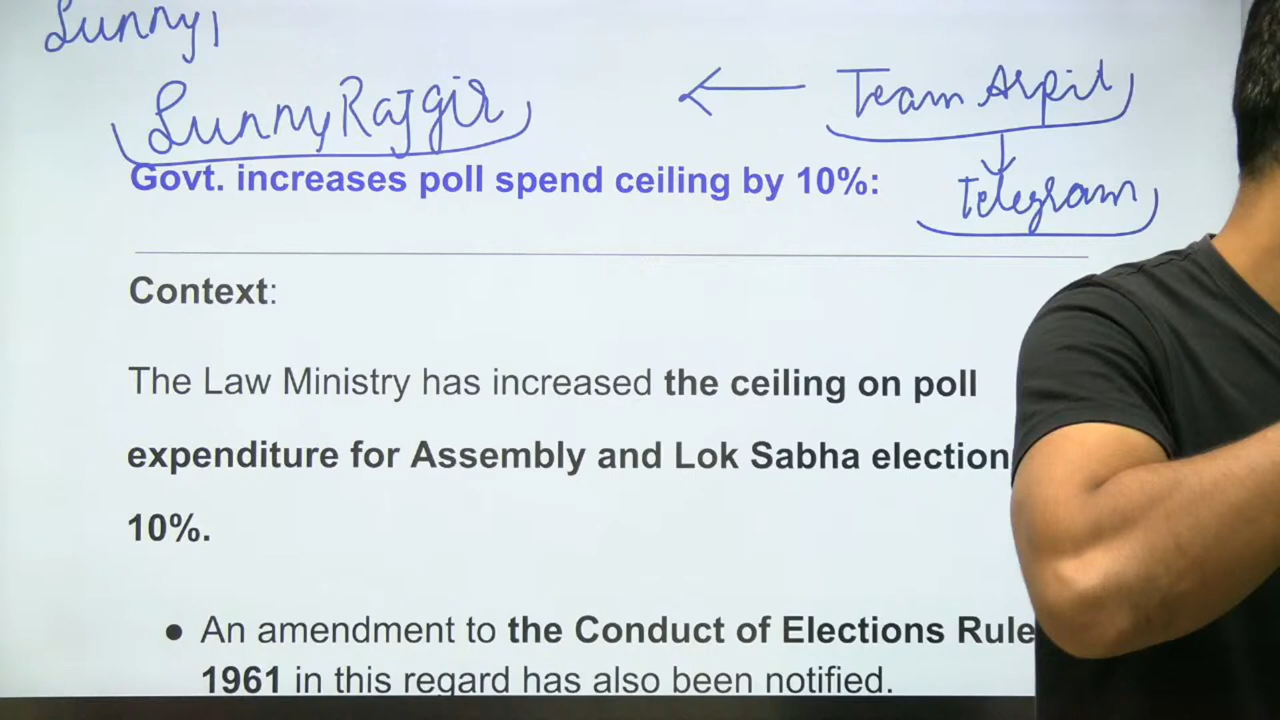 Sunny,
SunnyRajgir ← Team Arpit
Govt. increases poll spend ceiling by 10%:
Telegram
Context:
The Law Ministry has increased the ceiling on poll
expenditure for Assembly and Lok Sabha election
10%.
● An amendment to the Conduct of Elections Rule
1961 in this regard has also been notified.